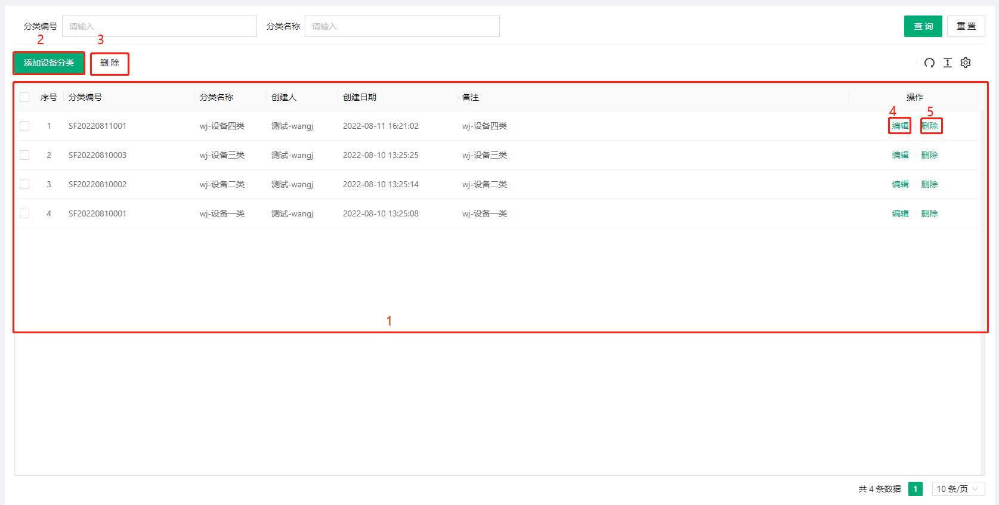 分类编号 请输入 分类名称 请输入 查 询 重 置
2 3
添加设备分类 删 除
序号 分类编号 分类名称 创建人 创建日期 备注 操作
4 5
1 SF20220811001 wj-设备四类 测试-wangj 2022-08-11 16:21:02 wj-设备四类 编辑 删除
2 SF20220810003 wj-设备三类 测试-wangj 2022-08-10 13:25:25 wj-设备三类 编辑 删除
3 SF20220810002 wj-设备二类 测试-wangj 2022-08-10 13:25:14 wj-设备二类 编辑 删除
4 SF20220810001 wj-设备一类 测试-wangj 2022-08-10 13:25:08 wj-设备一类 编辑 删除
1
共 4 条数据 1 10 条/页